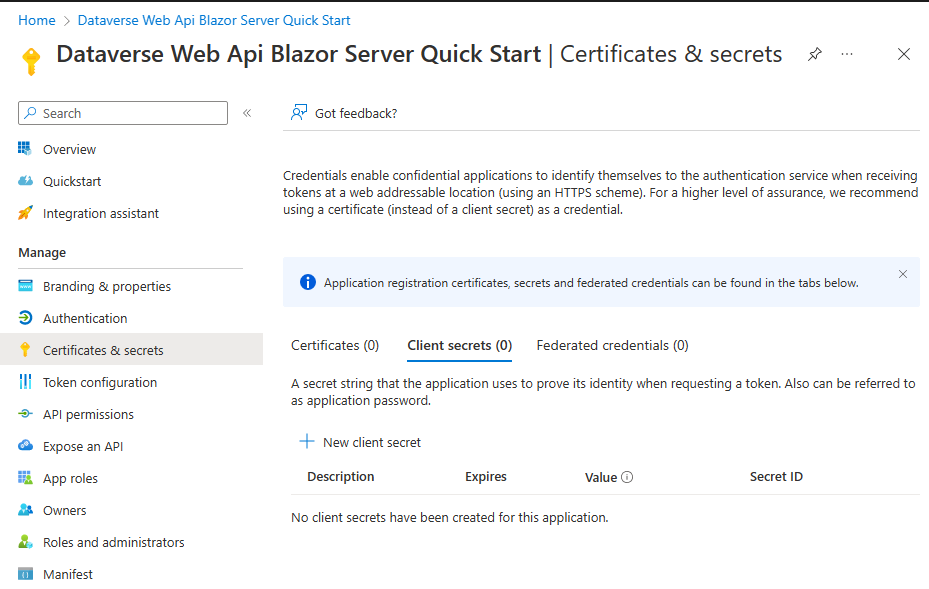 Home > Dataverse Web Api Blazor Server Quick Start
Dataverse Web Api Blazor Server Quick Start | Certificates & secrets
Search
Overview
Quickstart
Integration assistant
Manage
Branding & properties
Authentication
Certificates & secrets
Token configuration
API permissions
Expose an API
App roles
Owners
Roles and administrators
Manifest
Got feedback?
Credentials enable confidential applications to identify themselves to the authentication service when receiving
tokens at a web addressable location (using an HTTPS scheme). For a higher level of assurance, we recommend
using a certificate (instead of a client secret) as a credential.
Application registration certificates, secrets and federated credentials can be found in the tabs below.
Certificates (0) Client secrets (0) Federated credentials (0)
A secret string that the application uses to prove its identity when requesting a token. Also can be referred to
as application password.
New client secret
Description Expires Value Secret ID
No client secrets have been created for this application.